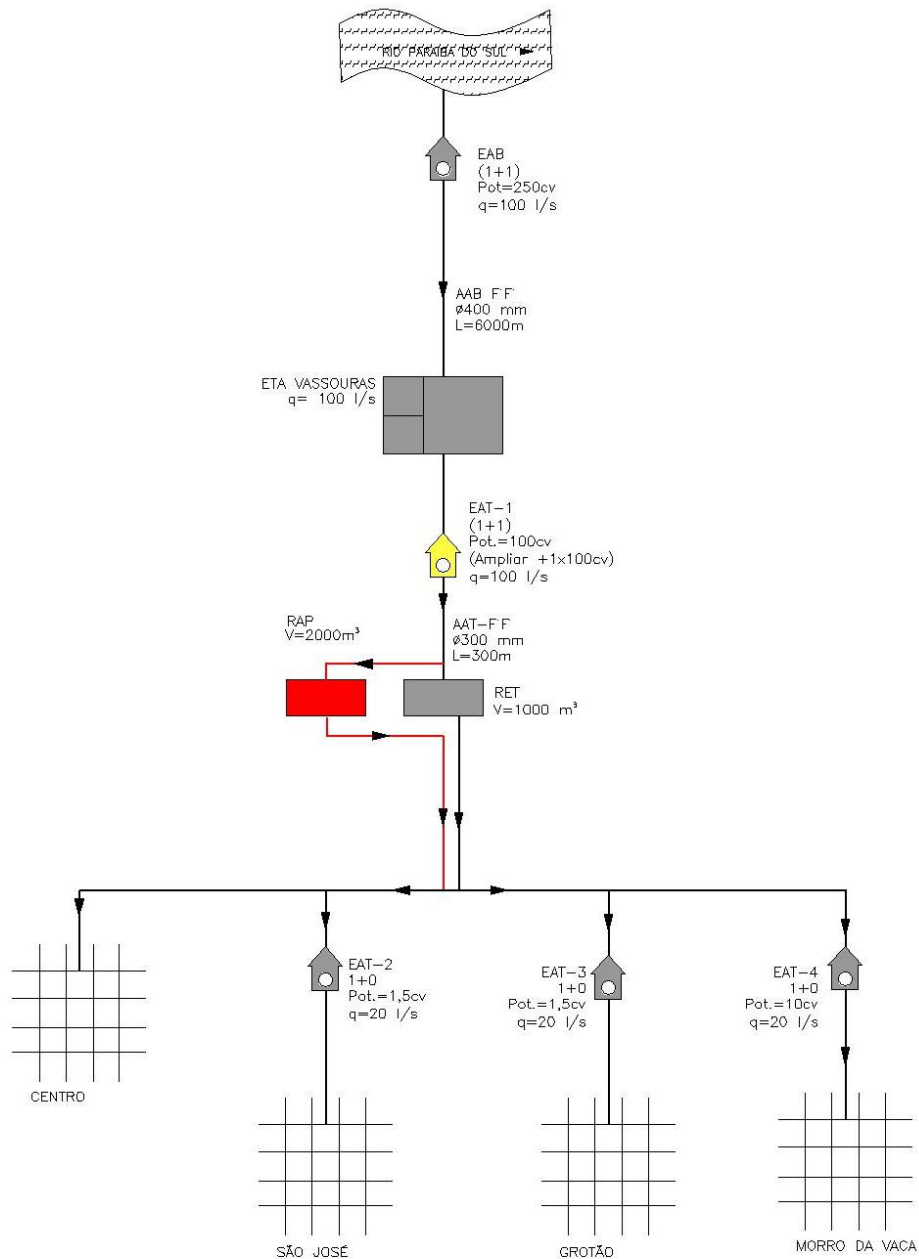 RIO PARAIBA DO SUL
EAB
(1+1)
Pot=250cv
q=100 l/s
AAB F°F°
ø400 mm
L=6000m
ETA VASSOURAS
q= 100 l/s
EAT-1
(1+1)
Pot.=100cv
(Ampliar +1x100cv)
q=100 l/s
RAP
V=2000m³
AAT-F°F°
ø300 mm
L=300m
RET
V=1000 m³
EAT-2
1+0
Pot.=1,5cv
q=20 l/s
EAT-3
1+0
Pot.=1,5cv
q=20 l/s
EAT-4
1+0
Pot.=10cv
q=20 l/s
CENTRO
SÃO JOSÉ
GROTÃO
MORRO DA VACA